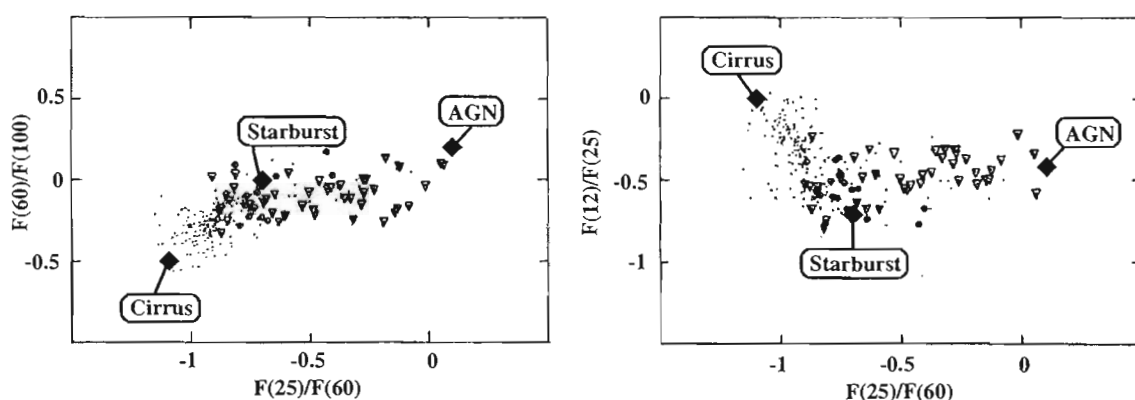 0.5
0
-0.5
F(60)/F(100)
Cirrus
Starburst
AGN
-1
-0.5
0
F(25)/F(60)
0
-0.5
-1
F(12)/F(25)
Cirrus
AGN
Starburst
-1
-0.5
0
F(25)/F(60)